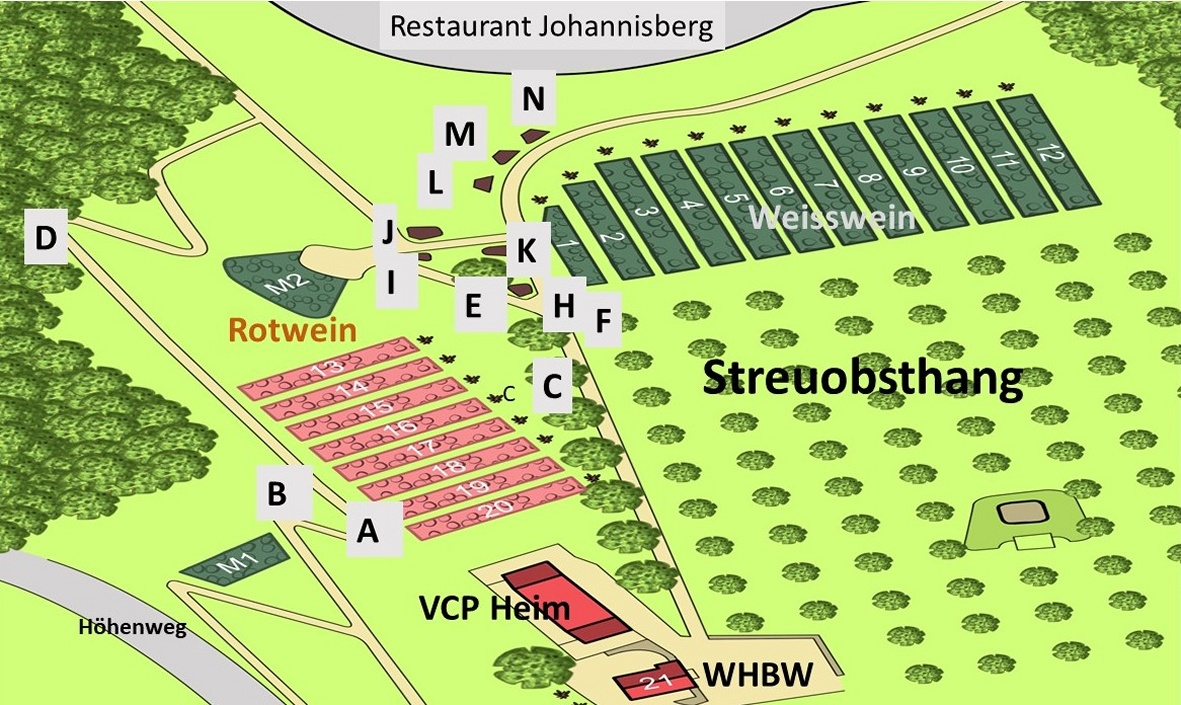 Restaurant Johannisberg
N
M
L
J
D
K
I
E
H
F
1
2
3
4
5
6
7
8
9
10
11
12
Weisswein
M2
Rotwein
Streuobsthang
C
C
13
14
15
16
17
18
19
20
B
A
M1
VCP Heim
Höhenweg
21
WHBW